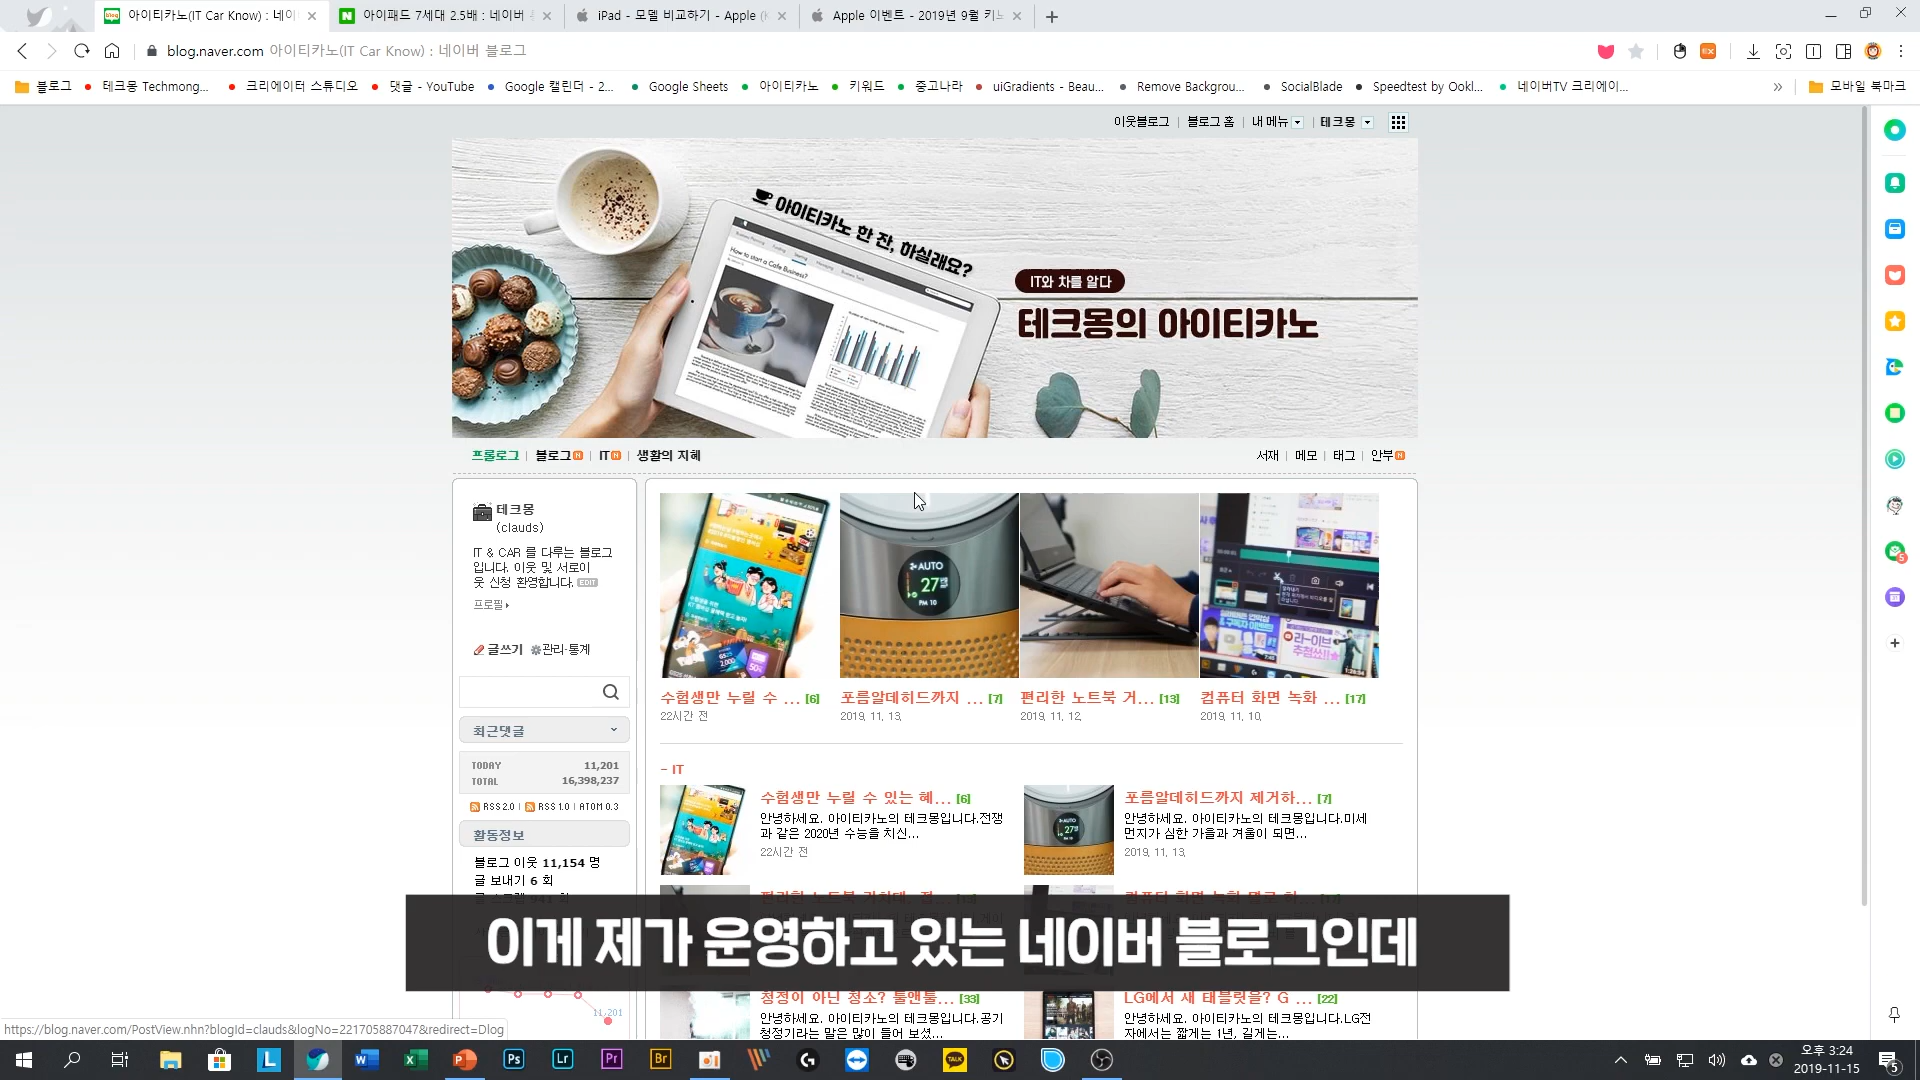 아이티카노(IT Car Know) : 네이
아이패드 7세대 2.5배 : 네이버
iPad - 모델 비교하기 - Apple
Apple 이벤트 - 2019년 9월 키
blog.naver.com 아이티카노(IT Car Know) : 네이버 블로그
블로그
테크몽 Techmong...
크리에이터 스튜디오
댓글 - YouTube
Google 캘린더 - 2...
Google Sheets
아이티카노
키워드
중고나라
uiGradients - Beau...
Remove Backgrou...
SocialBlade
Speedtest by Ookl...
네이버TV 크리에이...
모바일 북마크
이웃블로그 | 블로그 홈 | 내 메뉴 | 테크몽
아이티카노 한 잔, 하실래요?
How to start a Cafe Business?
IT와 차를 알다
테크몽의 아이티카노
프롤로그 | 블로그 | IT | 생활의 지혜
서재 | 메모 | 태그 | 안부
테크몽
(clauds)
IT & CAR 를 다루는 블로그
입니다. 이웃 및 서로이
웃 신청 환영합니다. EDIT
프로필
글쓰기 관리·통계
최근댓글
TODAY 11,201
TOTAL 16,398,237
RSS 2.0 | RSS 1.0 | ATOM 0.3
활동정보
블로그 이웃 11,154 명
글 보내기 6 회
11,201
AUTO
27
PM 10
수험생만 누릴 수 ... [6]
22시간 전
포름알데히드까지 ... [7]
2019. 11. 13.
편리한 노트북 거... [13]
2019. 11. 12.
컴퓨터 화면 녹화 ... [17]
2019. 11. 10.
- IT
수험생만 누릴 수 있는 혜... [6]
안녕하세요. 아이티카노의 테크몽입니다.전쟁
과 같은 2020년 수능을 치신...
22시간 전
포름알데히드까지 제거하... [7]
안녕하세요. 아이티카노의 테크몽입니다.미세
먼지가 심한 가을과 겨울이 되면...
2019. 11. 13.
이게 제가 운영하고 있는 네이버 블로그인데
청정이 아닌 청소? 툴앤툴... [33]
안녕하세요. 아이티카노의 테크몽입니다.공기
청정기라는 말은 많이 들어 보셨...
LG에서 새 태블릿을? G ... [22]
안녕하세요. 아이티카노의 테크몽입니다.LG전
자에서는 짧게는 1년, 길게는...
https://blog.naver.com/PostView.nhn?blogId=clauds&logNo=221705887047&redirect=Dlog
오후 3:24
2019-11-15
5